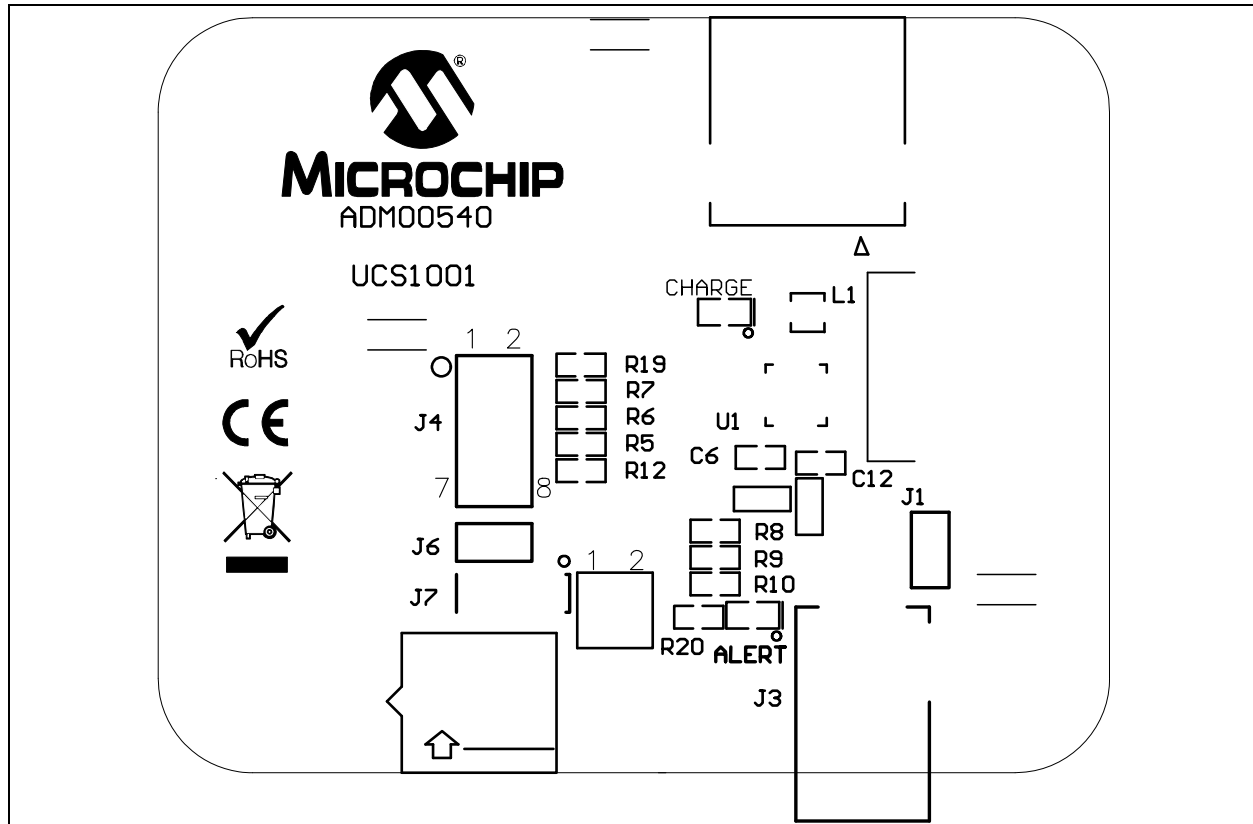 ®
MICROCHIP
ADM00540
UCS1001
CHARGE
L1
RoHS
1 2
R19
R7
J4
R6
U1
R5
C6
CE
R12
C12
7 8
J1
R8
J6
R9
1 2
R10
J7
R20
ALERT
J3